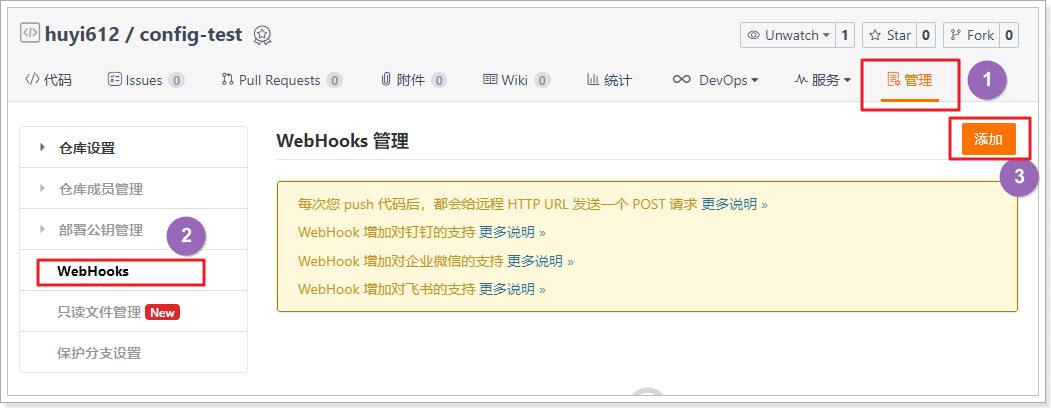 huyi612 / config-test
Unwatch 1 Star 0 Fork 0
代码 Issues 0 Pull Requests 0 附件 0 Wiki 0 统计 DevOps 服务 管理 1
仓库设置
仓库成员管理
部署公钥管理 2
WebHooks
只读文件管理 New
保护分支设置
WebHooks 管理 添加 3
每次您 push 代码后，都会给远程 HTTP URL 发送一个 POST 请求 更多说明 »
WebHook 增加对钉钉的支持 更多说明 »
WebHook 增加对企业微信的支持 更多说明 »
WebHook 增加对飞书的支持 更多说明 »